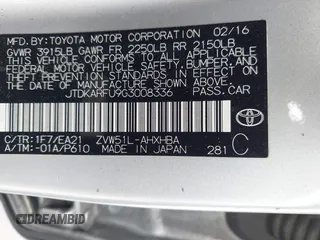 MFD. BY: TOYOTA MOTOR CORPORATION 02/16
GVWR 3915LB GAWR FR 2250LB RR 2150LB
THIS VEHICLE CONFORMS TO ALL APPLICABLE
FEDERAL MOTOR VEHICLE SAFETY, BUMPER, AND
THEFT PREVENTION STANDARDS IN EFFECT ON THE DATE
OF MANUFACTURE SHOWN ABOVE.
JTDKARFU9G3008336 PASS. CAR
TOYOTA
C/TR: 1F7/EA21 ZVW51L-AHXHBA
A/TM: -01A/P610 MADE IN JAPAN 281 C
DREAMBID